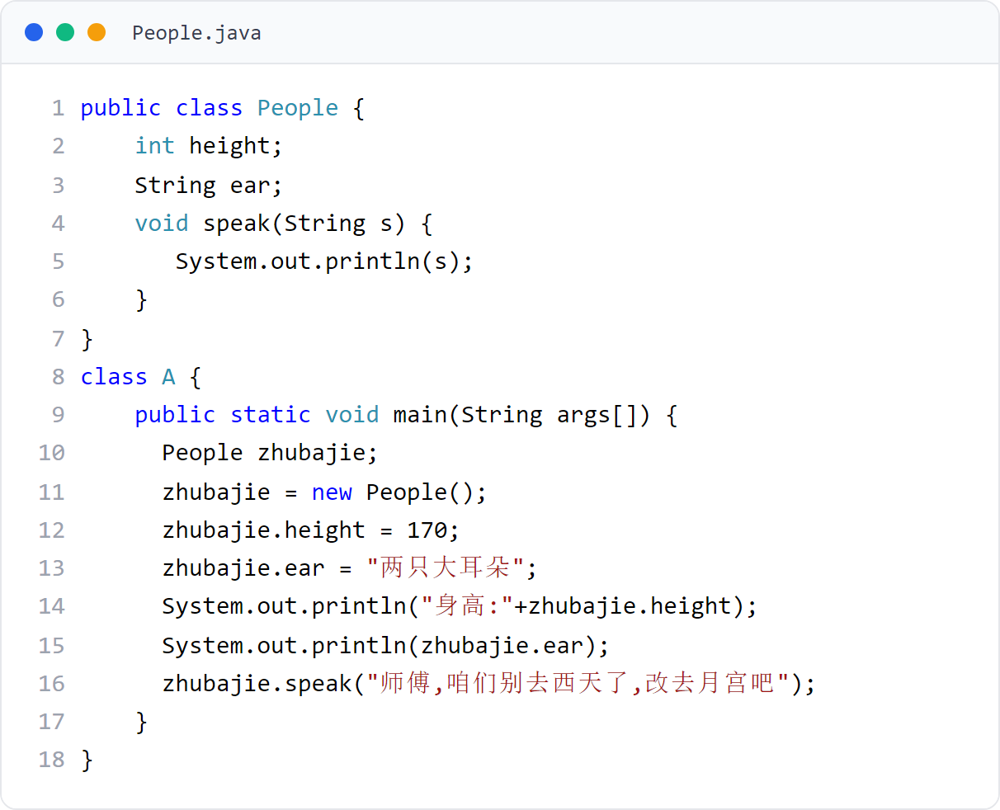 People.java
1 public class People {
2     int height;
3     String ear;
4     void speak(String s) {
5        System.out.println(s);
6     }
7 }
8 class A {
9     public static void main(String args[]) {
10       People zhubajie;
11       zhubajie = new People();
12       zhubajie.height = 170;
13       zhubajie.ear = "两只大耳朵";
14       System.out.println("身高:"+zhubajie.height);
15       System.out.println(zhubajie.ear);
16       zhubajie.speak("师傅,咱们别去西天了,改去月宫吧");
17     }
18 }